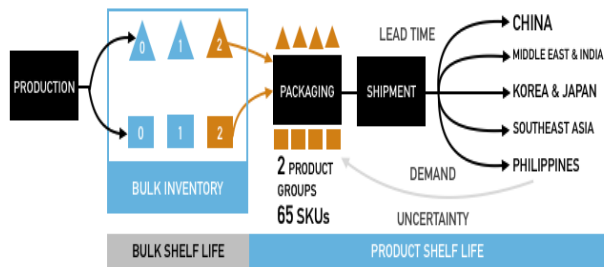 PRODUCTION
0 1 2
0 1 2
BULK INVENTORY
PACKAGING
2 PRODUCT
GROUPS
65 SKUs
LEAD TIME
SHIPMENT
CHINA
MIDDLE EAST & INDIA
KOREA & JAPAN
SOUTHEAST ASIA
PHILIPPINES
DEMAND
UNCERTAINTY
BULK SHELF LIFE
PRODUCT SHELF LIFE